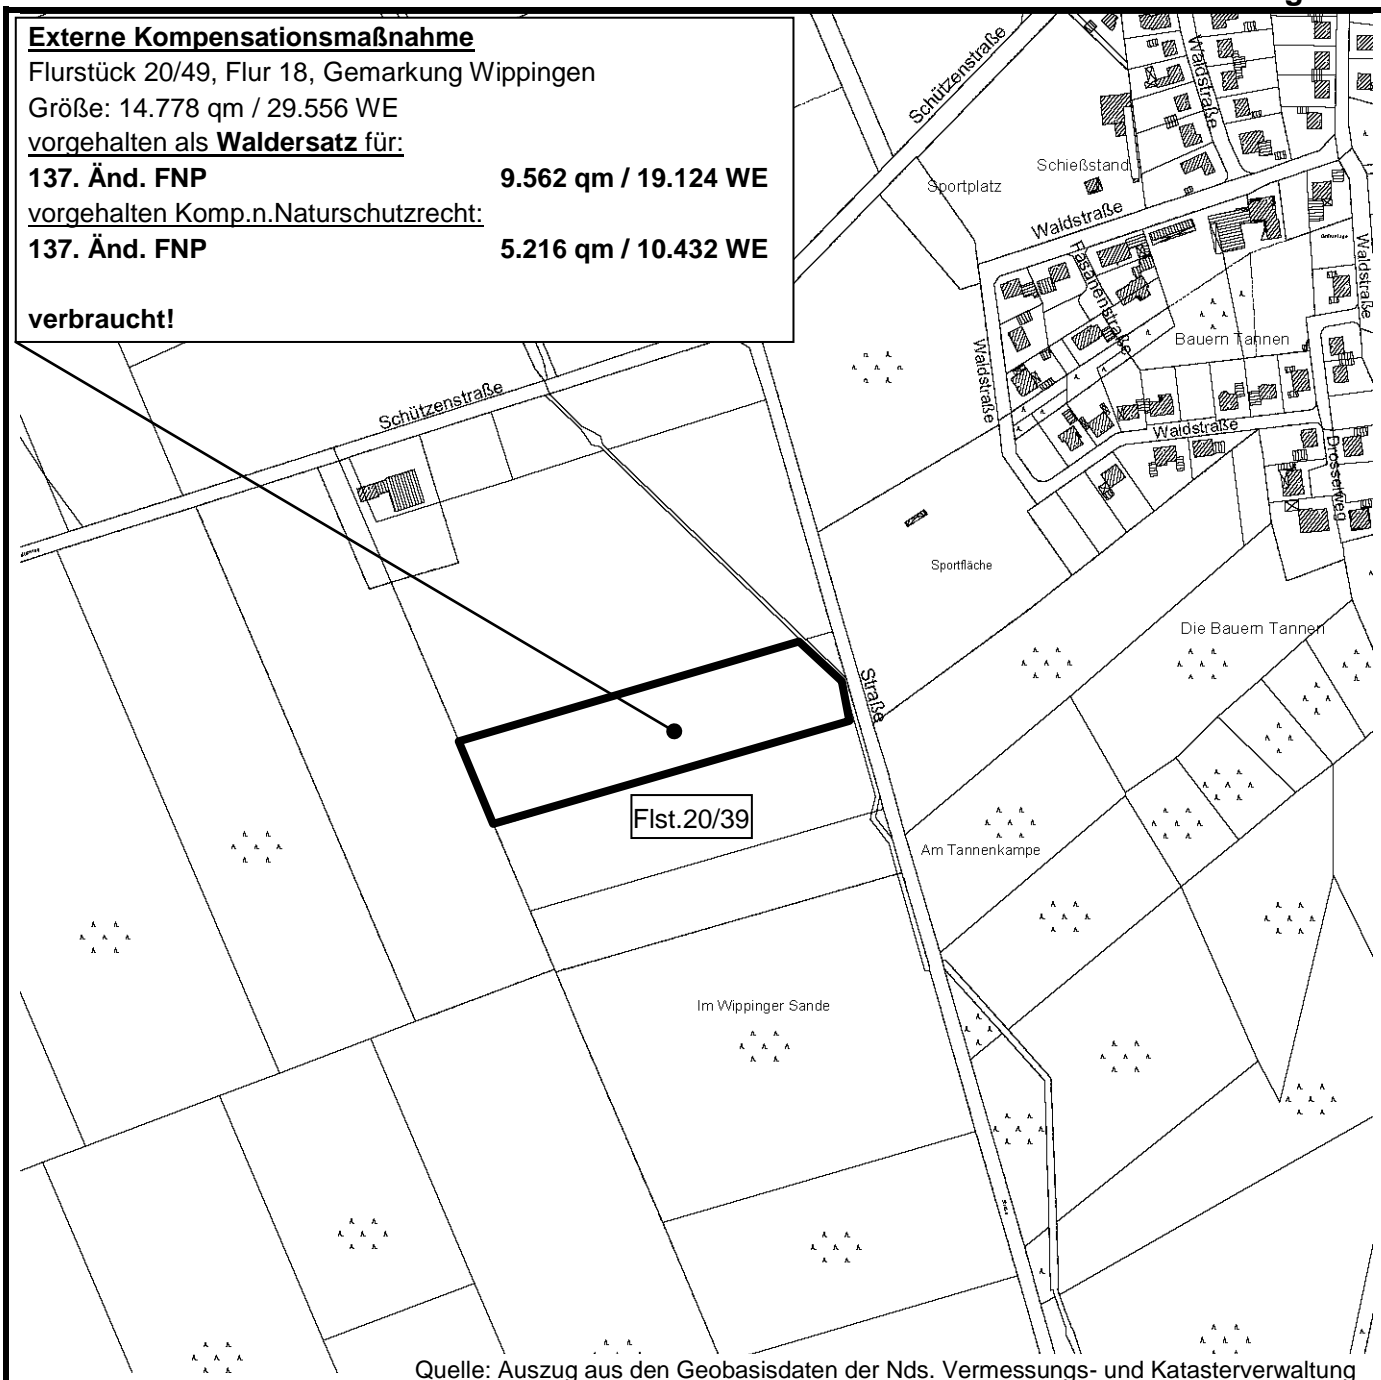 Externe Kompensationsmaßnahme
Flurstück 20/49, Flur 18, Gemarkung Wippingen
Größe: 14.778 qm / 29.556 WE
vorgehalten als Waldersatz für:
137. Änd. FNP 9.562 qm / 19.124 WE
vorgehalten Komp.n.Naturschutzrecht:
137. Änd. FNP 5.216 qm / 10.432 WE
verbraucht!
Schützenstraße
Waldstraße
Schießstand
Sportplatz
Waldstraße
Fasanenstraße
Waldstraße
Bauern Tannen
Waldstraße
Schützenstraße
Waldstraße
Drosselweg
Sportfläche
Die Bauern Tannen
Straße
Flst.20/39
Am Tannenkampe
Im Wippinger Sande
Quelle: Auszug aus den Geobasisdaten der Nds. Vermessungs- und Katasterverwaltung